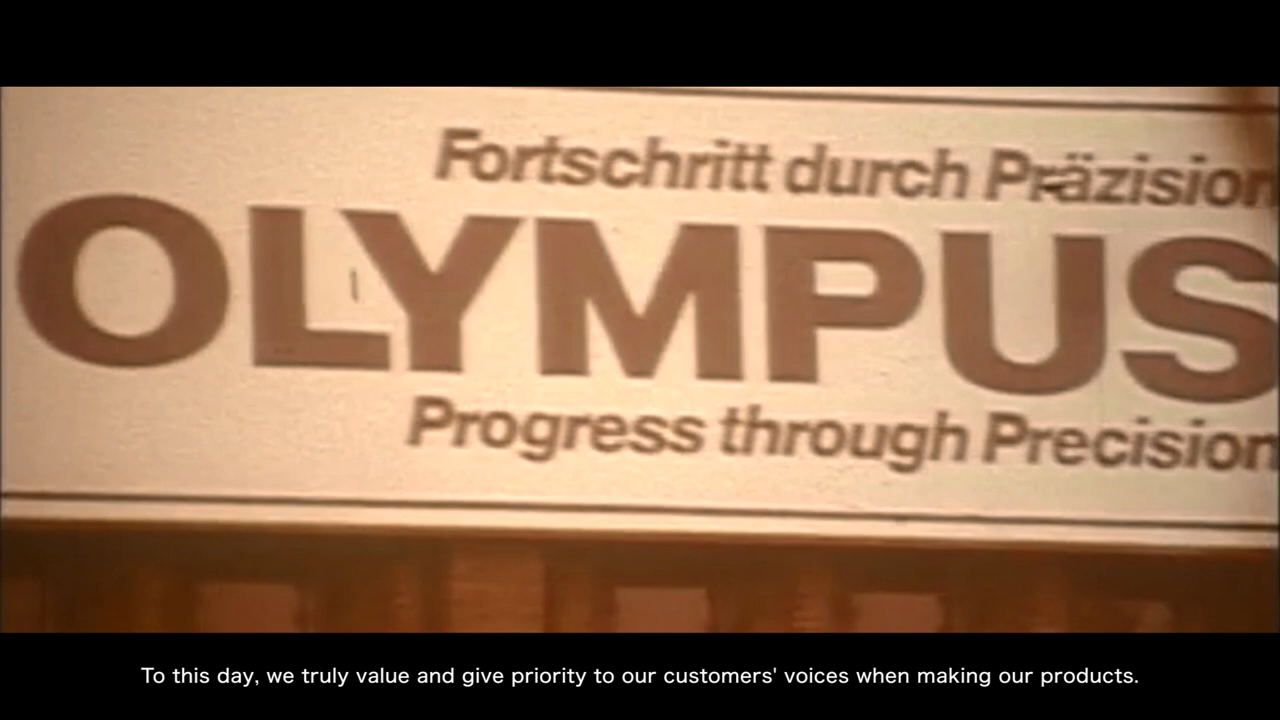 Fortschritt durch Präzision
OLYMPUS
Progress through Precision
To this day, we truly value and give priority to our customers' voices when making our products.